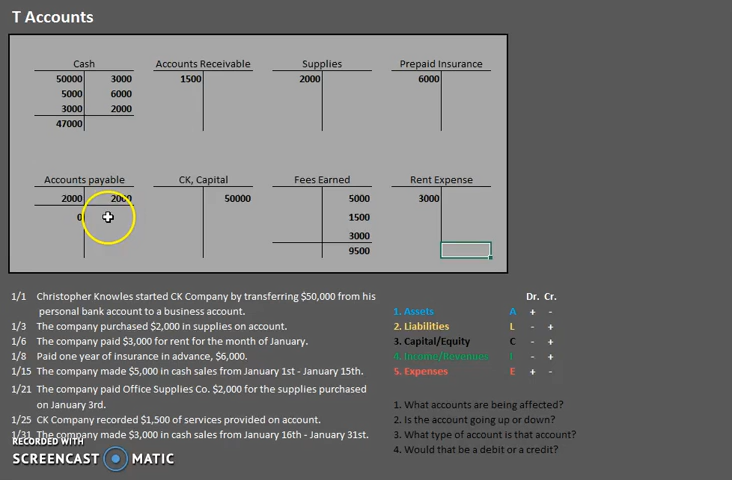 T Accounts
Cash Accounts Receivable Supplies Prepaid Insurance
50000 3000 1500 2000 6000
5000 6000
3000 2000
47000
Accounts payable CK, Capital Fees Earned Rent Expense
2000 2000 50000 5000 3000
0 1500
3000
9500
1/1 Christopher Knowles started CK Company by transferring $50,000 from his
personal bank account to a business account.
1/3 The company purchased $2,000 in supplies on account.
1/6 The company paid $3,000 for rent for the month of January.
1/8 Paid one year of insurance in advance, $6,000.
1/15 The company made $5,000 in cash sales from January 1st - January 15th.
1/21 The company paid Office Supplies Co. $2,000 for the supplies purchased
on January 3rd.
1/25 CK Company recorded $1,500 of services provided on account.
1/31 The company made $3,000 in cash sales from January 16th - January 31st.
Dr. Cr.
1. Assets A + -
2. Liabilities L - +
3. Capital/Equity C - +
4. Income/Revenues I - +
5. Expenses E + -
1. What accounts are being affected?
2. Is the account going up or down?
3. What type of account is that account?
4. Would that be a debit or a credit?
RECORDED WITH
SCREENCAST MATIC